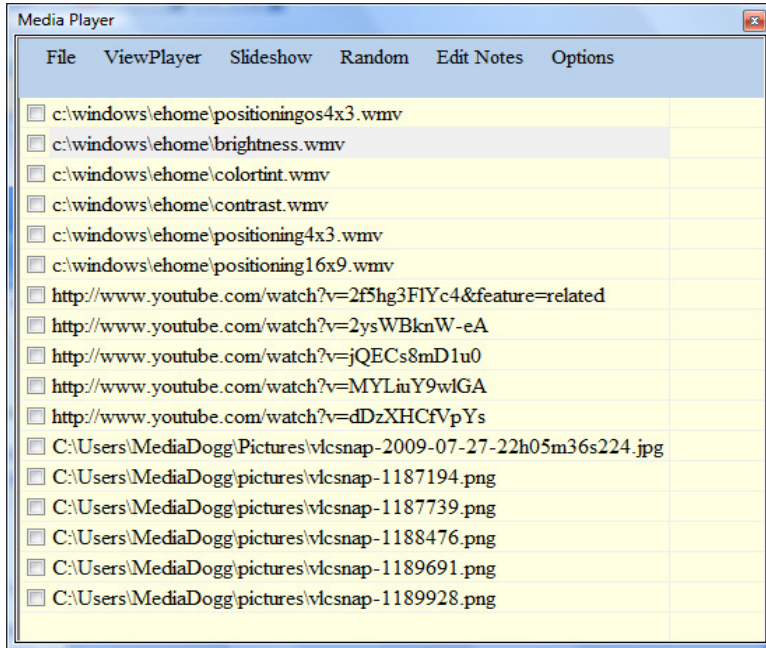 Media Player
File ViewPlayer Slideshow Random Edit Notes Options
c:\windows\ehome\positioningos4x3.wmv
c:\windows\ehome\brightness.wmv
c:\windows\ehome\colortint.wmv
c:\windows\ehome\contrast.wmv
c:\windows\ehome\positioning4x3.wmv
c:\windows\ehome\positioning16x9.wmv
http://www.youtube.com/watch?v=2f5hg3FlYc4&feature=related
http://www.youtube.com/watch?v=2ysWBknW-eA
http://www.youtube.com/watch?v=jQECs8mD1u0
http://www.youtube.com/watch?v=MYLiuY9wlGA
http://www.youtube.com/watch?v=dDzXHCfVpYs
C:\Users\MediaDogg\Pictures\vlcsnap-2009-07-27-22h05m36s224.jpg
C:\Users\MediaDogg\pictures\vlcsnap-1187194.png
C:\Users\MediaDogg\pictures\vlcsnap-1187739.png
C:\Users\MediaDogg\pictures\vlcsnap-1188476.png
C:\Users\MediaDogg\pictures\vlcsnap-1189691.png
C:\Users\MediaDogg\pictures\vlcsnap-1189928.png